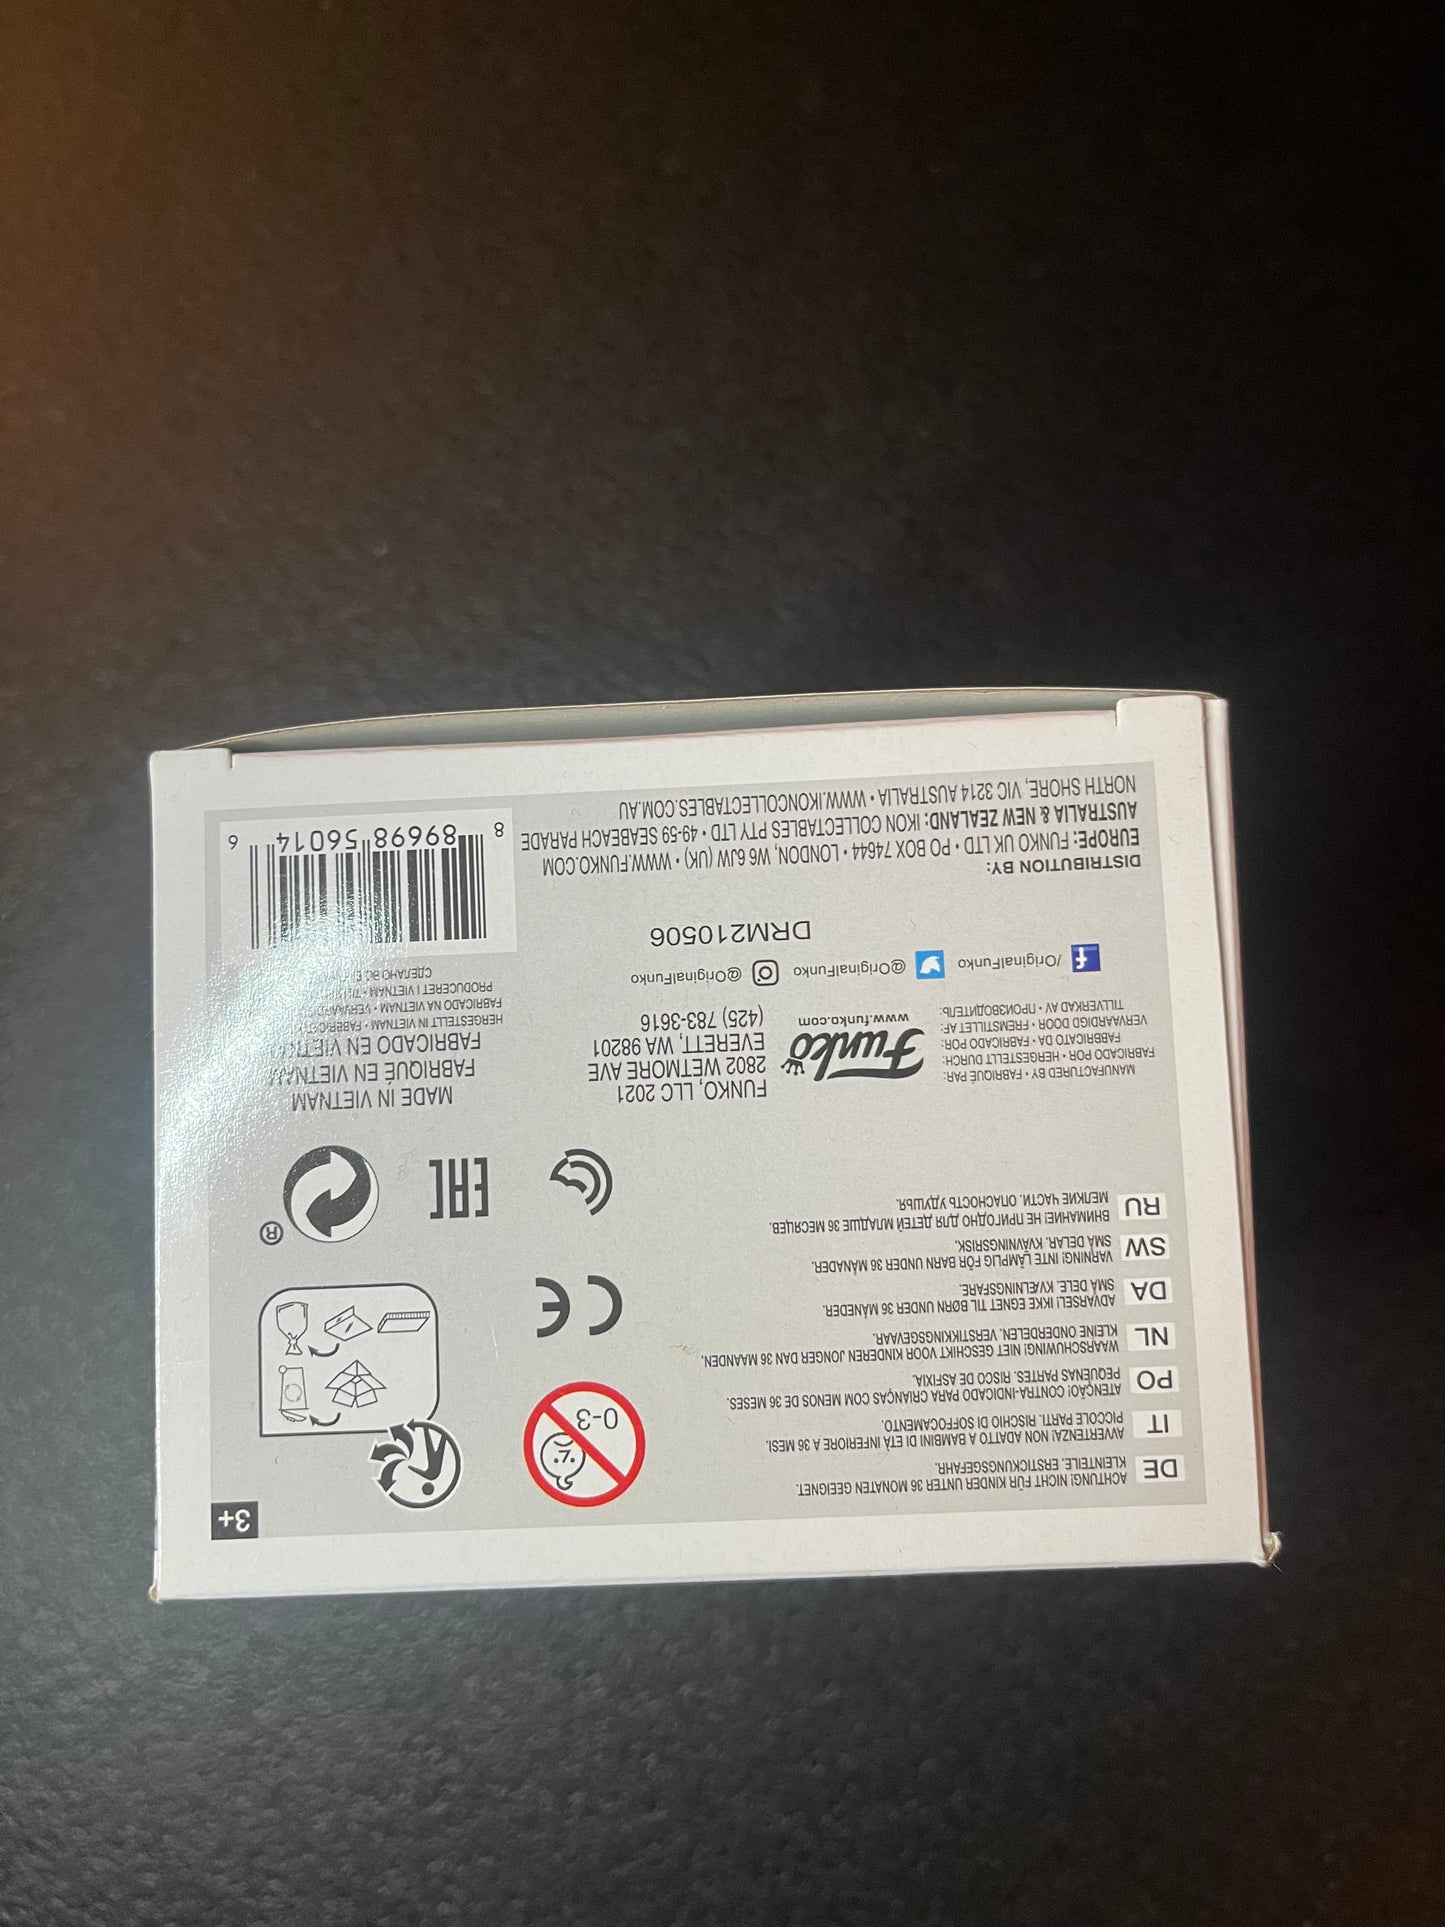 DE ACHTUNG! NICHT FÜR KINDER UNTER 36 MONATEN GEEIGNET.
KLEINTEILE. ERSTICKUNGSGEFAHR.
IT AVVERTENZA! NON ADATTO A BAMBINI DI ETÀ INFERIORE A 36 MESI.
PICCOLE PARTI. RISCHIO DI SOFFOCAMENTO.
PO ATENÇÃO! CONTRA-INDICADO PARA CRIANÇAS COM MENOS DE 36 MESES.
PEQUENAS PARTES. RISCO DE ASFIXIA.
NL WAARSCHUWING! NIET GESCHIKT VOOR KINDEREN JONGER DAN 36 MAANDEN.
KLEINE ONDERDELEN. VERSTIKKINGSGEVAAR.
DA ADVARSEL! IKKE EGNET TIL BØRN UNDER 36 MÅNEDER.
SMÅ DELE. KVÆLNINGSFARE.
SW VARNING! INTE LÄMPLIG FÖR BARN UNDER 36 MÅNADER.
SMÅ DELAR. KVÄVNINGSRISK.
RU ВНИМАНИЕ! НЕ ПРИГОДНО ДЛЯ ДЕТЕЙ МЛАДШЕ 36 МЕСЯЦЕВ.
МЕЛКИЕ ЧАСТИ. ОПАСНОСТЬ УДУШЬЯ.
0-3
3+
CE
EAC
®
MANUFACTURED BY • FABRIQUÉ PAR:
FABRICADO POR • HERGESTELLT DURCH:
FABBRICATO DA • FABRICADO POR:
VERVAARDIGD DOOR • FREMSTILLET AF:
TILLVERKAD AV • ПРОИЗВОДИТЕЛЬ:
Funko
www.funko.com
FUNKO, LLC 2021
2802 WETMORE AVE
EVERETT, WA 98201
(425) 783-3616
MADE IN VIETNAM
FABRIQUÉ EN VIETNAM
FABRICADO EN
HERGESTELLT IN VIETNAM •
FABRICADO NA VIETNAM •
PRODUCERET I VIETNAM •
СДЕЛАНО ВО
/OriginalFunko @OriginalFunko @OriginalFunko
DRM210506
DISTRIBUTION BY:
EUROPE: FUNKO UK LTD • PO BOX 74644 • LONDON, W6 6JW (UK) • WWW.FUNKO.COM
AUSTRALIA & NEW ZEALAND: IKON COLLECTABLES PTY LTD • 49-59 SEABEACH PARADE
NORTH SHORE, VIC 3214 AUSTRALIA • WWW.IKONCOLLECTABLES.COM.AU
8 89698 56014 6